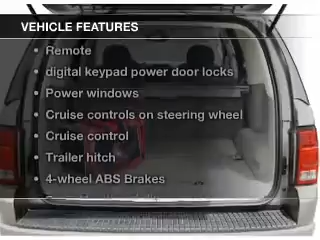 VEHICLE FEATURES
• Remote
• digital keypad power door locks
• Power windows
• Cruise controls on steering wheel
• Cruise control
• Trailer hitch
• 4-wheel ABS Brakes